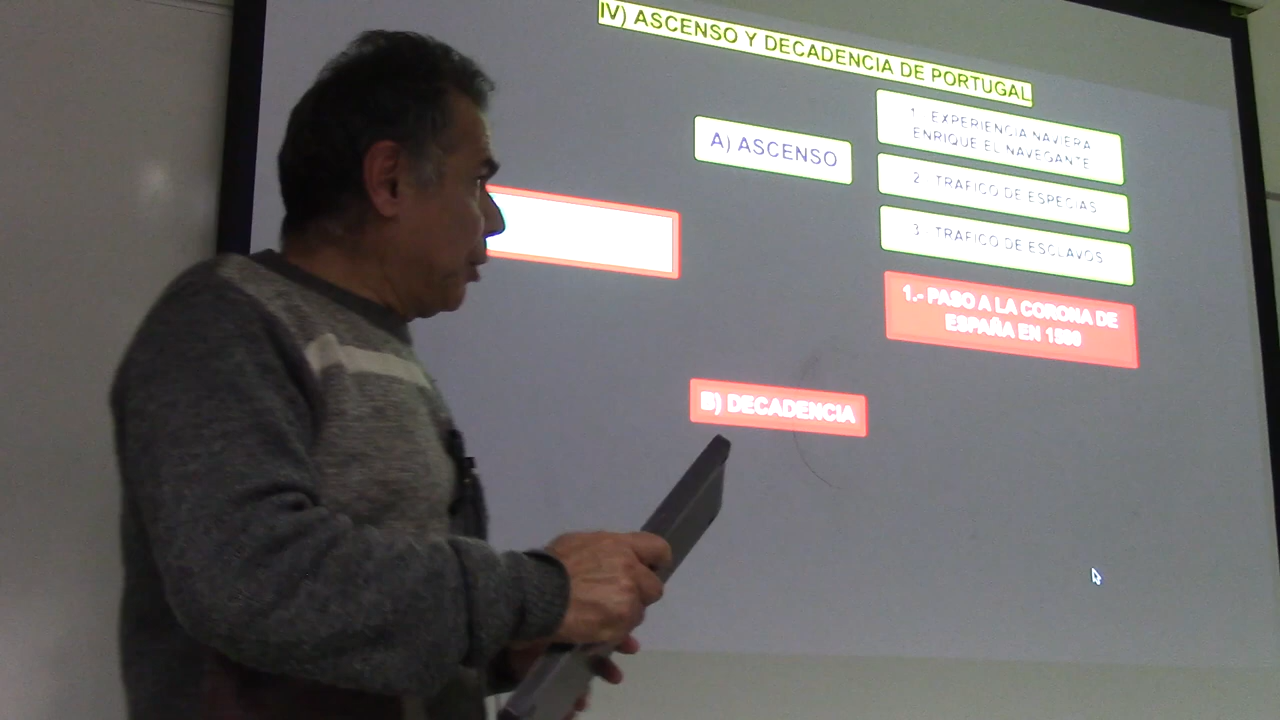 IV) ASCENSO Y DECADENCIA DE PORTUGAL
A) ASCENSO
1.- EXPERIENCIA NAVIERA
ENRIQUE EL NAVEGANTE
2.- TRAFICO DE ESPECIAS
3.- TRAFICO DE ESCLAVOS
1.- PASO A LA CORONA DE
ESPAÑA EN 1580
B) DECADENCIA